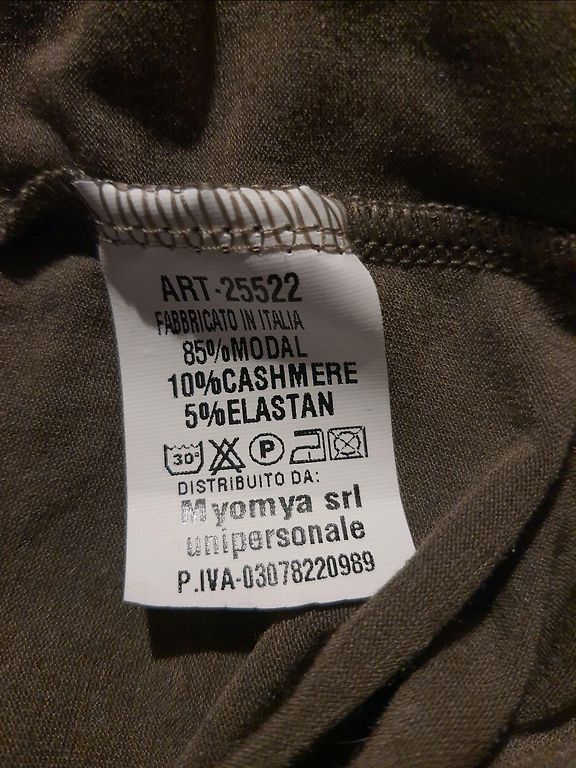 ART-25522
FABBRICATO IN ITALIA
85%MODAL
10%CASHMERE
5%ELASTAN
30° P
DISTRIBUITO DA:
Myomya srl
unipersonale
P.IVA-03078220989